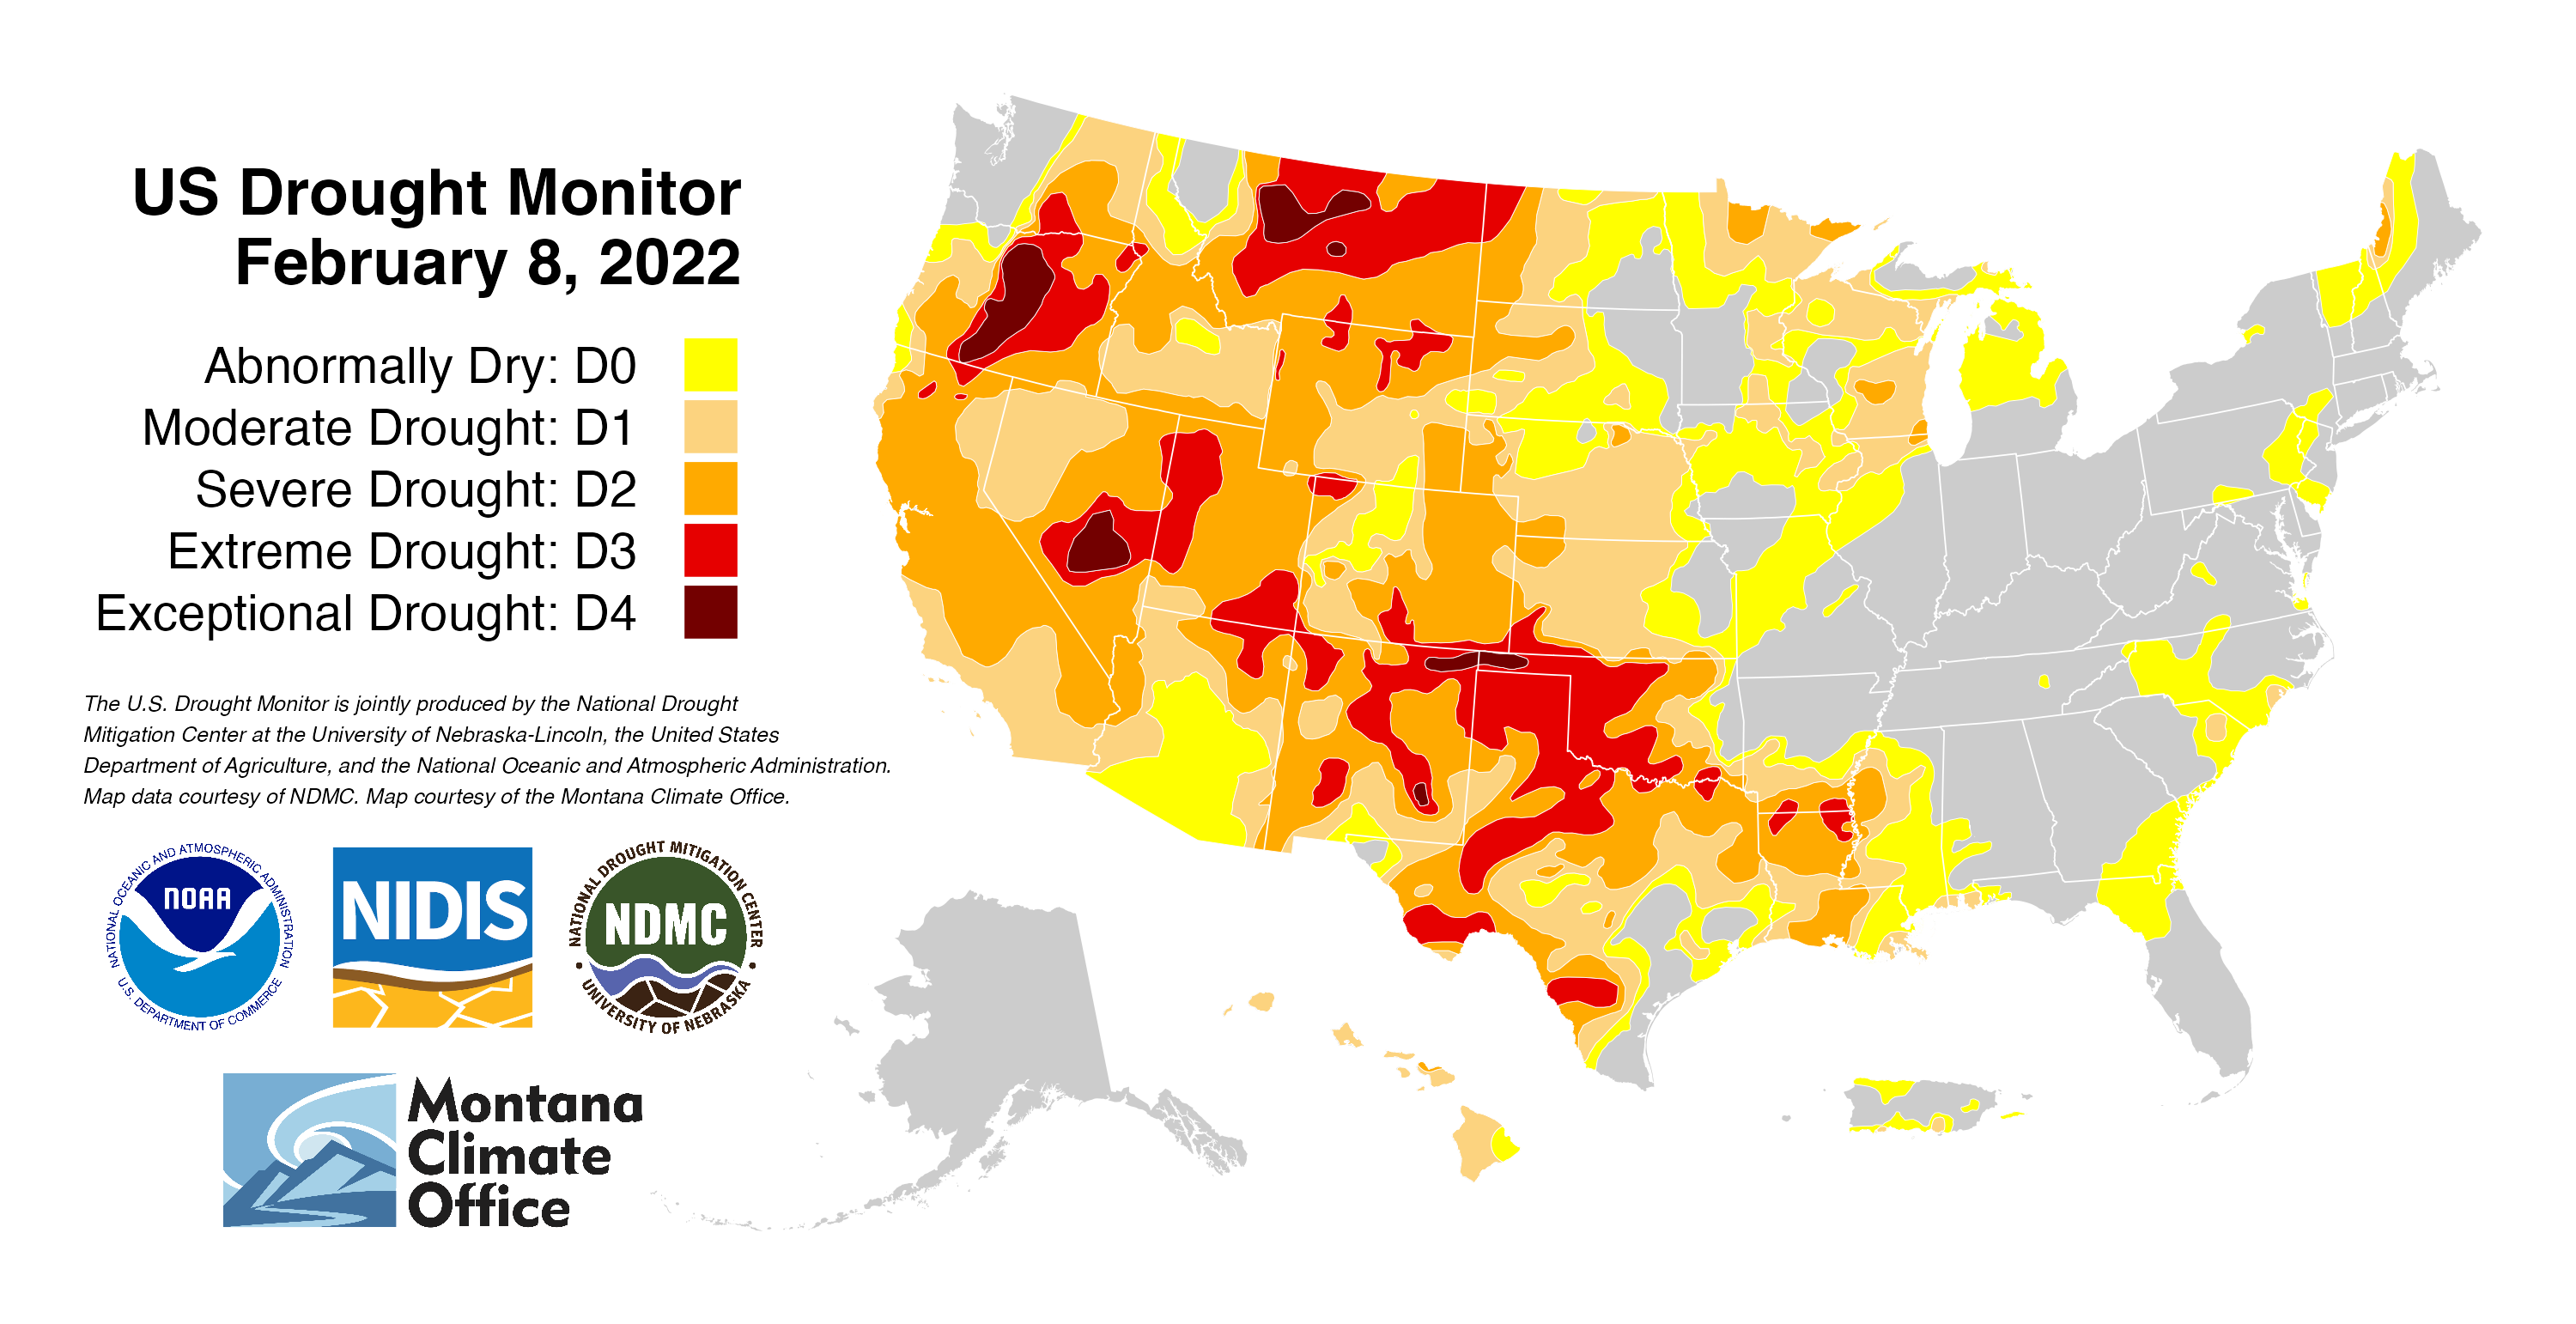 US Drought Monitor
February 8, 2022
Abnormally Dry: D0
Moderate Drought: D1
Severe Drought: D2
Extreme Drought: D3
Exceptional Drought: D4
The U.S. Drought Monitor is jointly produced by the National Drought
Mitigation Center at the University of Nebraska-Lincoln, the United States
Department of Agriculture, and the National Oceanic and Atmospheric Administration.
Map data courtesy of NDMC. Map courtesy of the Montana Climate Office.
NATIONAL OCEANIC AND ATMOSPHERIC ADMINISTRATION
NOAA
U.S. DEPARTMENT OF COMMERCE
NIDIS
NATIONAL DROUGHT MITIGATION CENTER
NDMC
UNIVERSITY OF NEBRASKA
Montana
Climate
Office